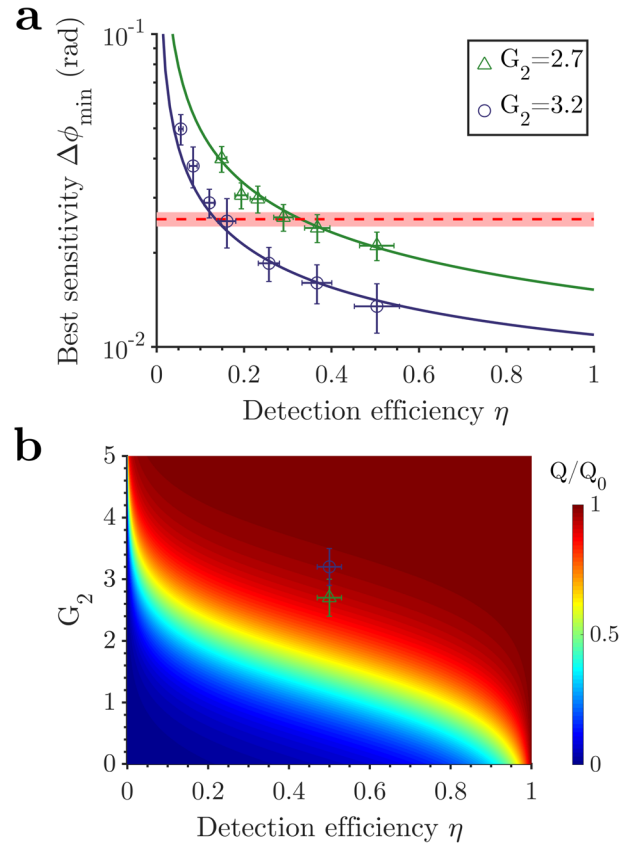 a
10⁻¹
10⁻²
Best sensitivity Δϕmin (rad)
G₂=2.7
G₂=3.2
0 0.2 0.4 0.6 0.8 1
Detection efficiency η
b
Q/Q₀
5
4
3
2
1
0
G₂
1
0.5
0
0 0.2 0.4 0.6 0.8 1
Detection efficiency η